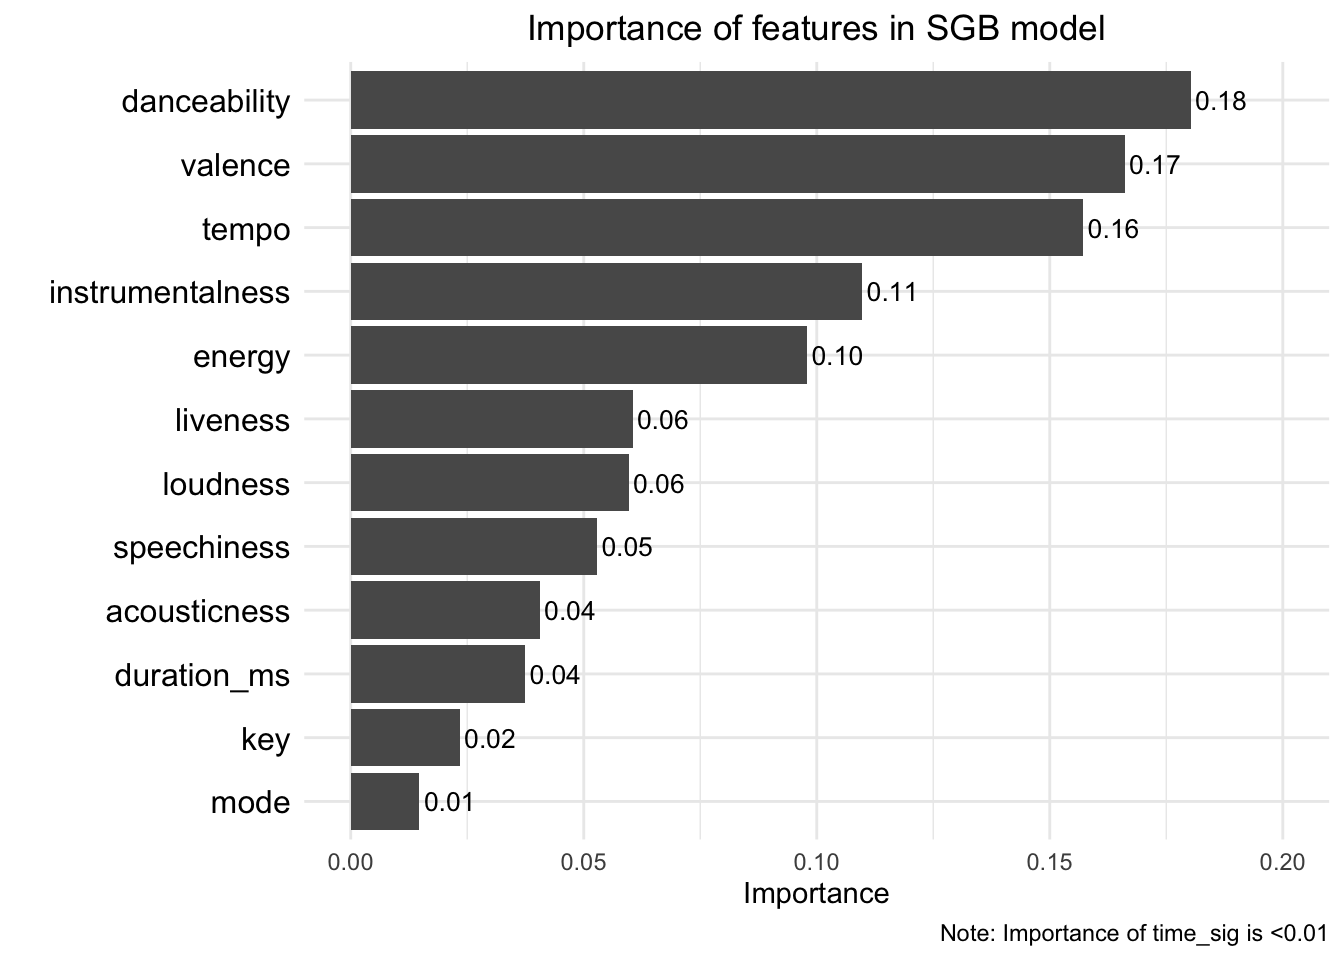 Importance of features in SGB model
danceability 0.18
valence 0.17
tempo 0.16
instrumentalness 0.11
energy 0.10
liveness 0.06
loudness 0.06
speechiness 0.05
acousticness 0.04
duration_ms 0.04
key 0.02
mode 0.01
0.00 0.05 0.10 0.15 0.20
Importance
Note: Importance of time_sig is <0.01